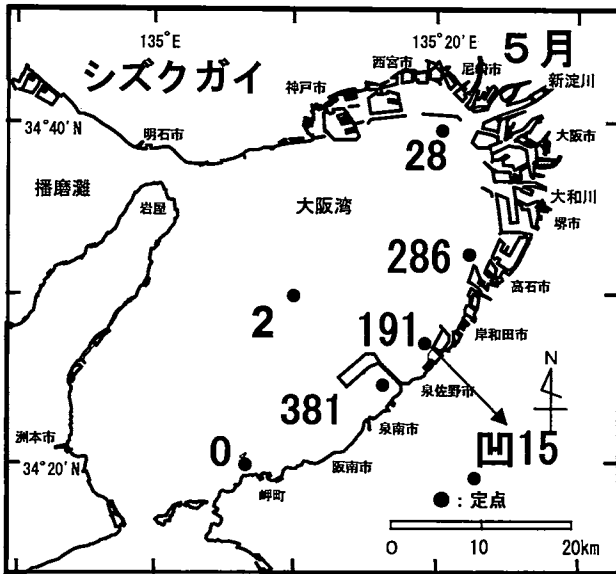 135°E
135°20'E
5月
シズクガイ
西宮市
尼崎市
神戸市
新淀川
34°40'N
明石市
28
大阪市
播磨灘
岩屋
大阪湾
大和川
堺市
286
高石市
2
191
岸和田市
N
泉佐野市
381
泉南市
洲本市
凹15
0
阪南市
34°20'N
岬町
●：定点
0 10 20km